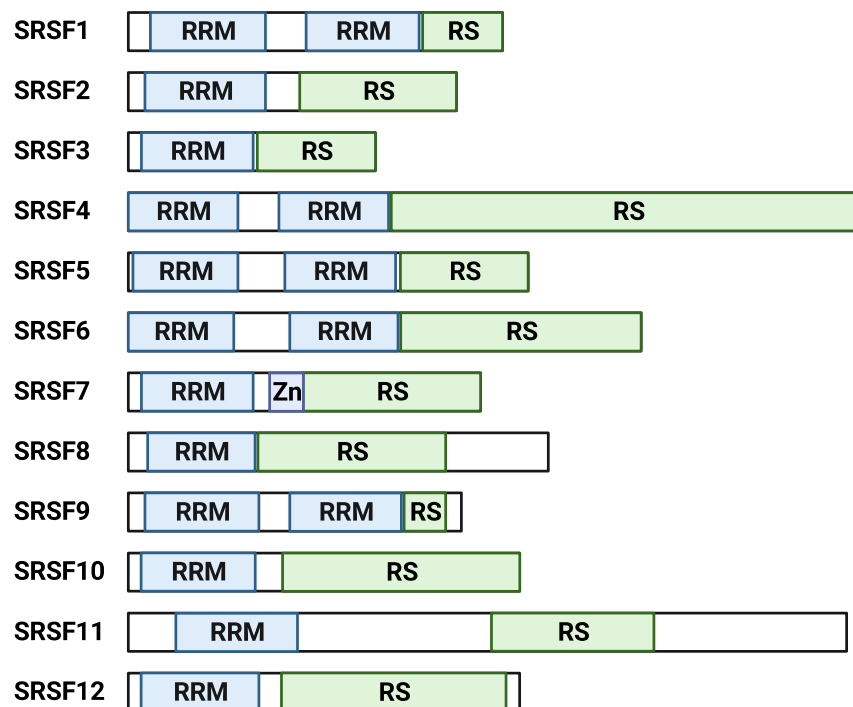 SRSF1 RRM RRM RS
SRSF2 RRM RS
SRSF3 RRM RS
SRSF4 RRM RRM RS
SRSF5 RRM RRM RS
SRSF6 RRM RRM RS
SRSF7 RRM Zn RS
SRSF8 RRM RS
SRSF9 RRM RRM RS
SRSF10 RRM RS
SRSF11 RRM RS
SRSF12 RRM RS